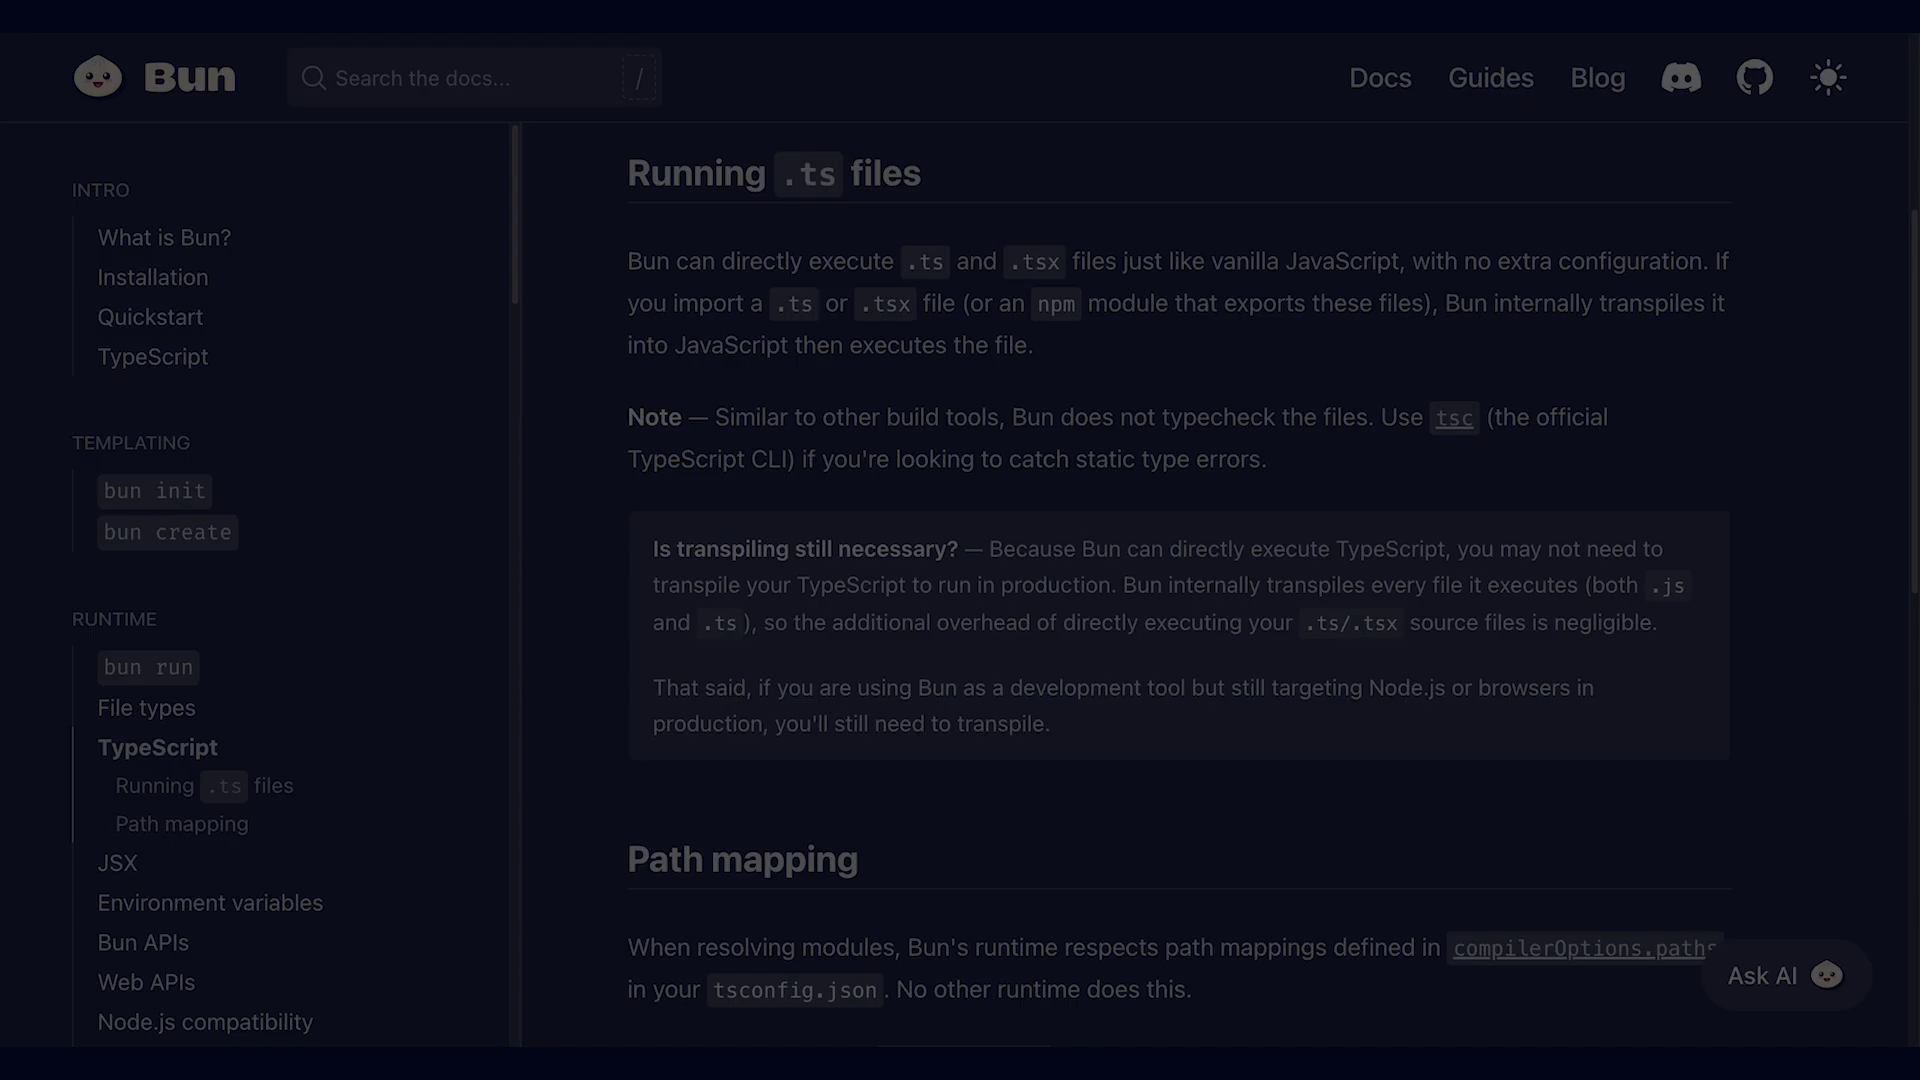 Bun
Search the docs...
/
Docs
Guides
Blog
INTRO
What is Bun?
Installation
Quickstart
TypeScript
TEMPLATING
bun init
bun create
RUNTIME
bun run
File types
TypeScript
Running .ts files
Path mapping
JSX
Environment variables
Bun APIs
Web APIs
Node.js compatibility
Running .ts files
Bun can directly execute .ts and .tsx files just like vanilla JavaScript, with no extra configuration. If
you import a .ts or .tsx file (or an npm module that exports these files), Bun internally transpiles it
into JavaScript then executes the file.
Note — Similar to other build tools, Bun does not typecheck the files. Use tsc (the official
TypeScript CLI) if you're looking to catch static type errors.
Is transpiling still necessary? — Because Bun can directly execute TypeScript, you may not need to
transpile your TypeScript to run in production. Bun internally transpiles every file it executes (both .js
and .ts), so the additional overhead of directly executing your .ts/.tsx source files is negligible.
That said, if you are using Bun as a development tool but still targeting Node.js or browsers in
production, you'll still need to transpile.
Path mapping
When resolving modules, Bun's runtime respects path mappings defined in compilerOptions.paths
in your tsconfig.json. No other runtime does this.
Ask AI